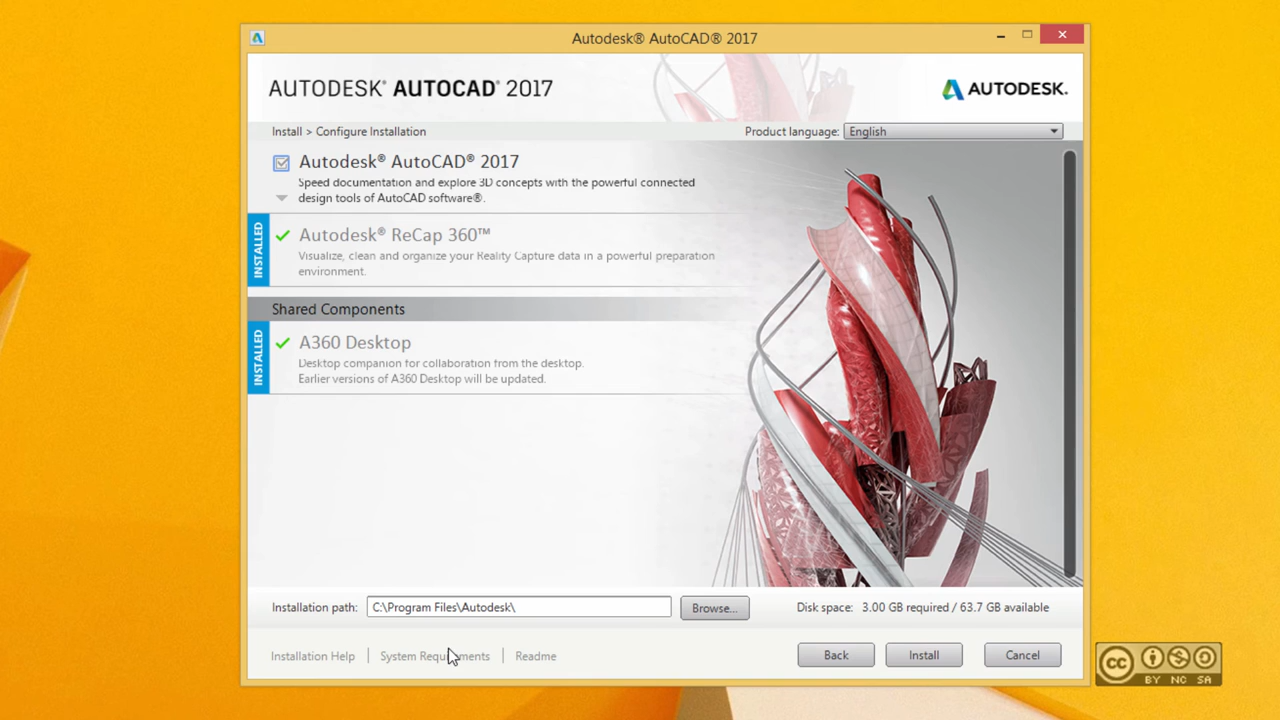 Autodesk® AutoCAD® 2017
AUTODESK® AUTOCAD® 2017
AUTODESK.
Install > Configure Installation
Product language: English
Autodesk® AutoCAD® 2017
Speed documentation and explore 3D concepts with the powerful connected
design tools of AutoCAD software®.
INSTALLED
Autodesk® ReCap 360™
Visualize, clean and organize your Reality Capture data in a powerful preparation
environment.
Shared Components
INSTALLED
A360 Desktop
Desktop companion for collaboration from the desktop.
Earlier versions of A360 Desktop will be updated.
Installation path: C:\Program Files\Autodesk\ Browse... Disk space: 3.00 GB required / 63.7 GB available
Installation Help | System Requirements | Readme Back Install Cancel
cc BY NC SA